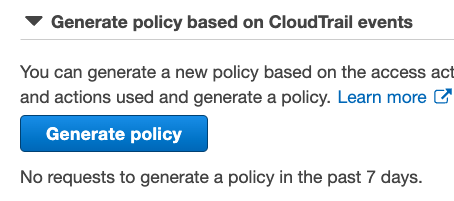 Generate policy based on CloudTrail events
You can generate a new policy based on the access act
and actions used and generate a policy. Learn more
Generate policy
No requests to generate a policy in the past 7 days.